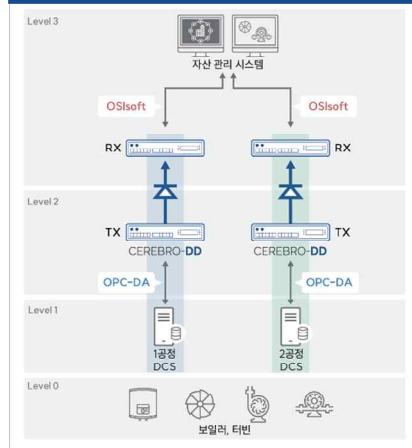 Level 3
자산 관리 시스템
OSIsoft OSIsoft
RX RX
Level 2
TX TX
CEREBRO-DD CEREBRO-DD
OPC-DA OPC-DA
Level 1
1공정 2공정
DCS DCS
Level 0
보일러, 터빈